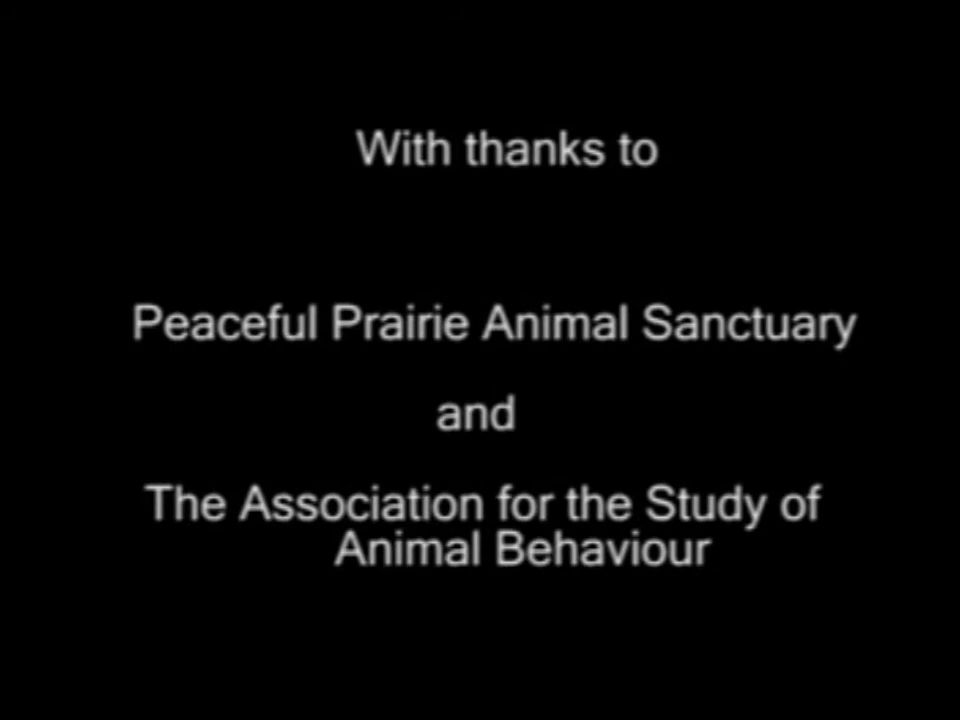 With thanks to
Peaceful Prairie Animal Sanctuary
and
The Association for the Study of
Animal Behaviour